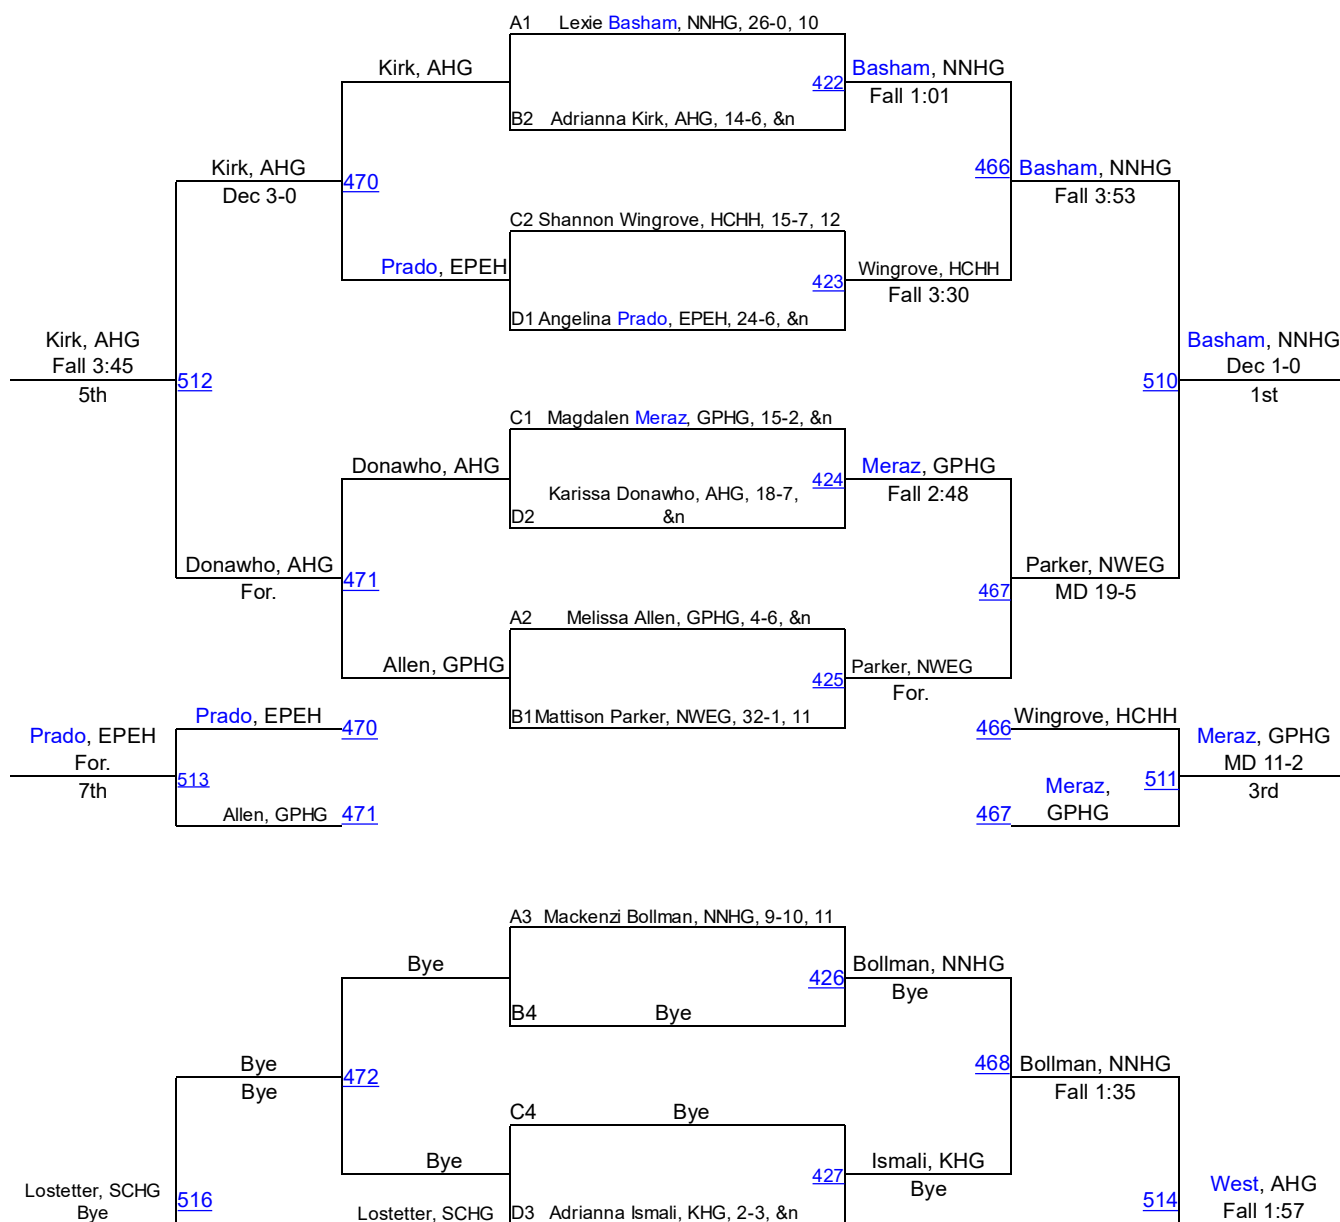 A1 Lexie Basham, NNHG, 26-0, 10
Kirk, AHG
422
Basham, NNHG
Fall 1:01
B2 Adrianna Kirk, AHG, 14-6, &n
Kirk, AHG
Dec 3-0
470
466
Basham, NNHG
Fall 3:53
C2 Shannon Wingrove, HCHH, 15-7, 12
Prado, EPEH
423
Wingrove, HCHH
Fall 3:30
D1 Angelina Prado, EPEH, 24-6, &n
Kirk, AHG
Fall 3:45
5th
512
510
Basham, NNHG
Dec 1-0
1st
C1 Magdalen Meraz, GPHG, 15-2, &n
Donawho, AHG
424
Meraz, GPHG
Fall 2:48
Karissa Donawho, AHG, 18-7,
D2 &n
Donawho, AHG
For.
471
467
Parker, NWEG
MD 19-5
A2 Melissa Allen, GPHG, 4-6, &n
Allen, GPHG
425
Parker, NWEG
For.
B1 Mattison Parker, NWEG, 32-1, 11
Prado, EPEH
470
466
Wingrove, HCHH
Prado, EPEH
For.
7th
513
511
Meraz, GPHG
MD 11-2
3rd
Allen, GPHG
471
467
Meraz,
GPHG
A3 Mackenzi Bollman, NNHG, 9-10, 11
Bye
426
Bollman, NNHG
Bye
B4 Bye
Bye
Bye
472
468
Bollman, NNHG
Fall 1:35
C4 Bye
Bye
427
Ismali, KHG
Bye
Lostetter, SCHG
Bye
516
514
West, AHG
Fall 1:57
Lostetter, SCHG
D3 Adrianna Ismali, KHG, 2-3, &n